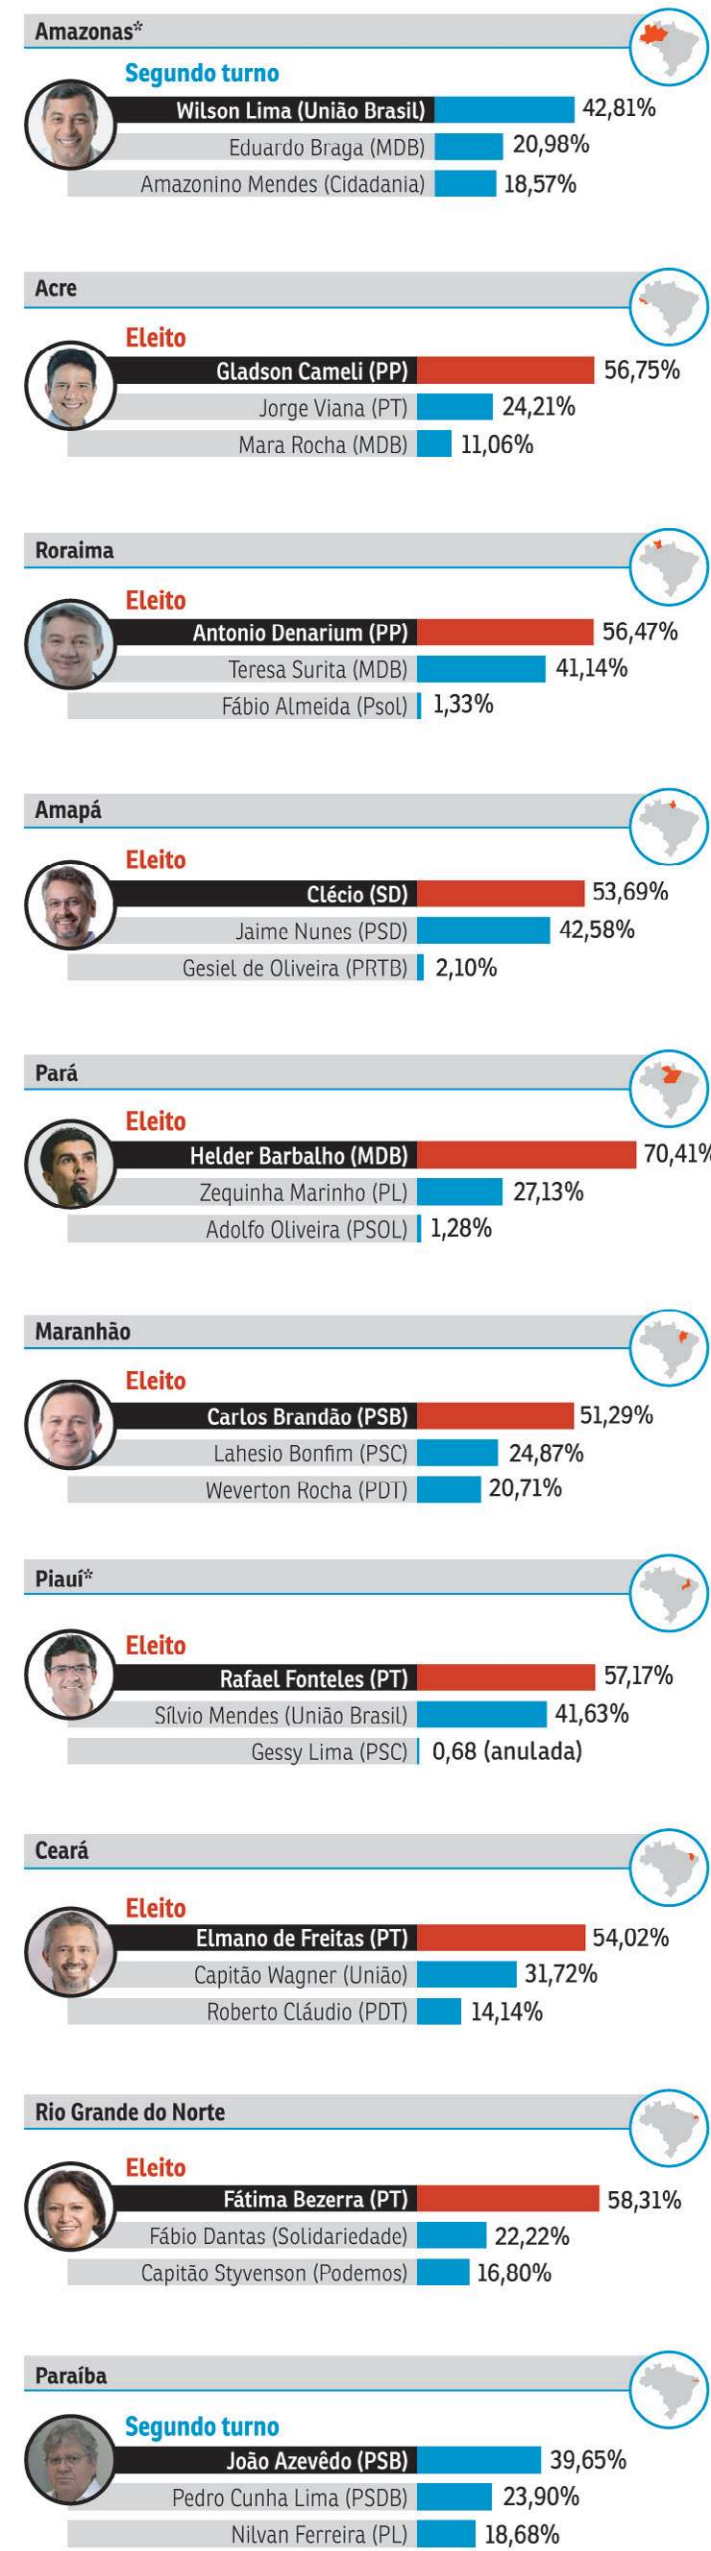 Amazonas*
Segundo turno
Wilson Lima (União Brasil) 42,81%
Eduardo Braga (MDB) 20,98%
Amazonino Mendes (Cidadania) 18,57%
Acre
Eleito
Gladson Cameli (PP) 56,75%
Jorge Viana (PT) 24,21%
Mara Rocha (MDB) 11,06%
Roraima
Eleito
Antonio Denarium (PP) 56,47%
Teresa Surita (MDB) 41,14%
Fábio Almeida (Psol) 1,33%
Amapá
Eleito
Clécio (SD) 53,69%
Jaime Nunes (PSD) 42,58%
Gesiel de Oliveira (PRTB) 2,10%
Pará
Eleito
Helder Barbalho (MDB) 70,41%
Zequinha Marinho (PL) 27,13%
Adolfo Oliveira (PSOL) 1,28%
Maranhão
Eleito
Carlos Brandão (PSB) 51,29%
Lahesio Bonfim (PSC) 24,87%
Weverton Rocha (PDT) 20,71%
Piauí*
Eleito
Rafael Fonteles (PT) 57,17%
Sílvio Mendes (União Brasil) 41,63%
Gessy Lima (PSC) 0,68 (anulada)
Ceará
Eleito
Elmano de Freitas (PT) 54,02%
Capitão Wagner (União) 31,72%
Roberto Cláudio (PDT) 14,14%
Rio Grande do Norte
Eleito
Fátima Bezerra (PT) 58,31%
Fábio Dantas (Solidariedade) 22,22%
Capitão Styvenson (Podemos) 16,80%
Paraíba
Segundo turno
João Azevêdo (PSB) 39,65%
Pedro Cunha Lima (PSDB) 23,90%
Nilvan Ferreira (PL) 18,68%